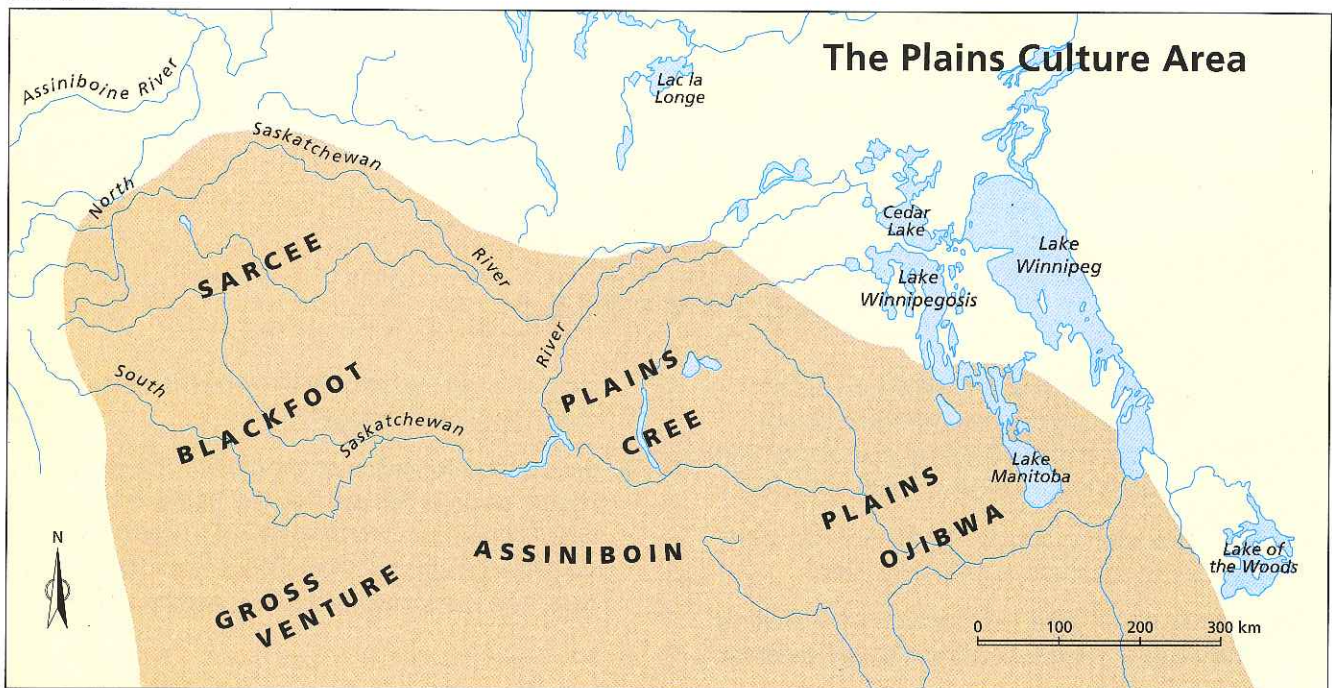 The Plains Culture Area
Assiniboine River
Lac la
Longe
North
Saskatchewan
River
SARCEE
Cedar
Lake
Lake
Winnipeg
Lake
Winnipegosis
River
South
BLACKFOOT
Saskatchewan
PLAINS
CREE
Lake
Manitoba
PLAINS
OJIBWA
ASSINIBOIN
GROSS
VENTURE
Lake of
the Woods
N
0 100 200 300 km